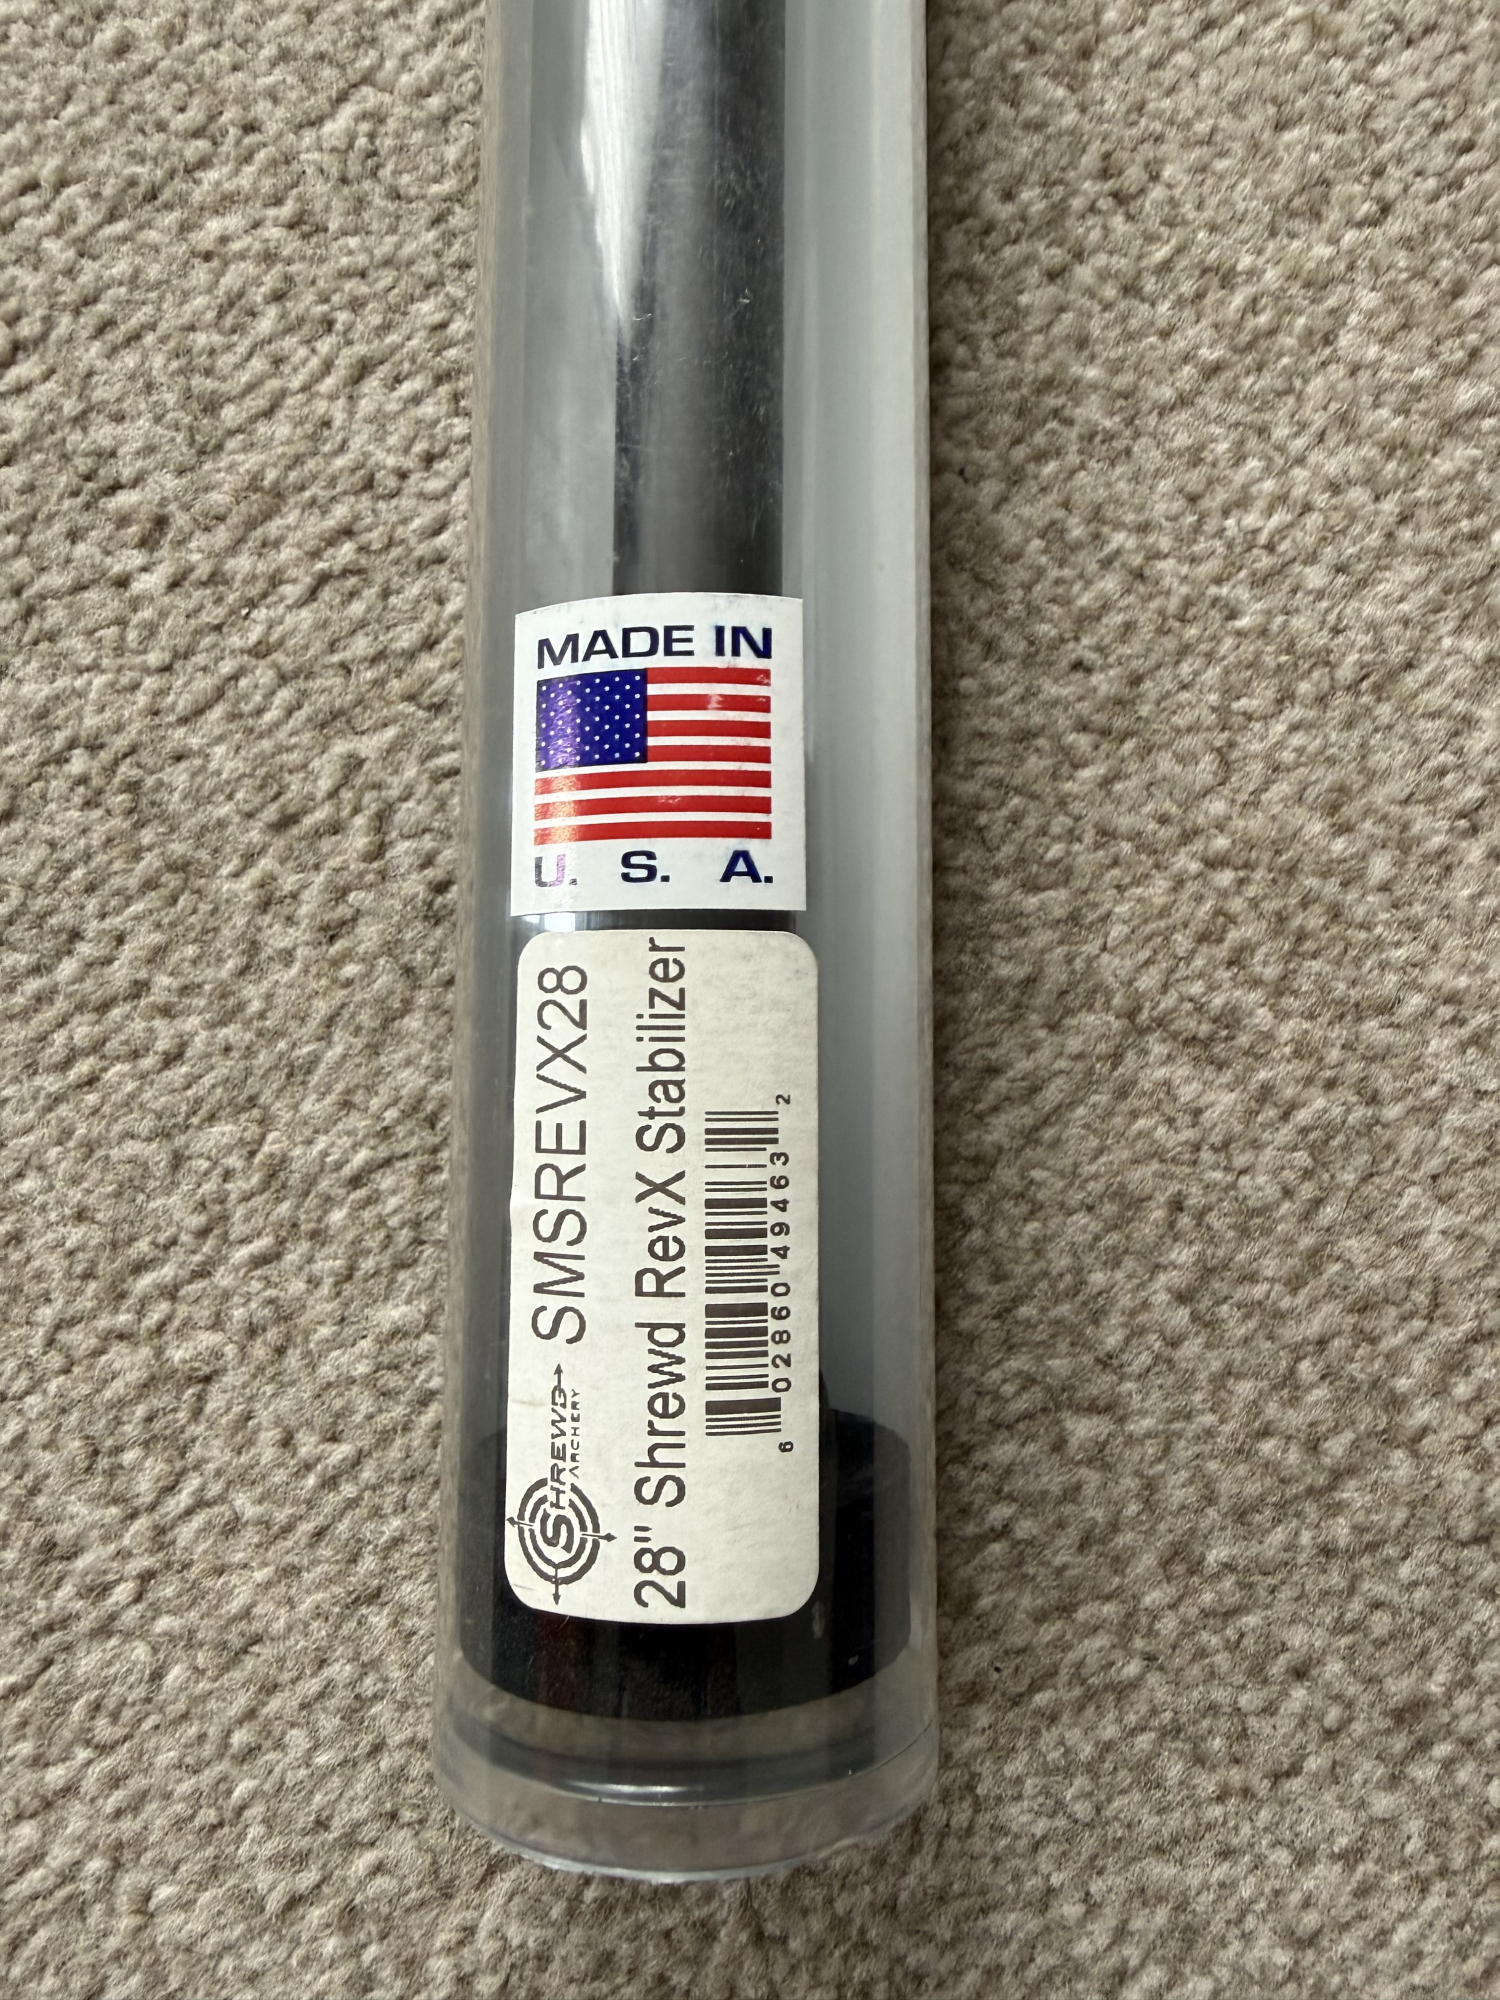 MADE IN
U. S. A.
SHREWD
ARCHERY
SMSREVX28
28" Shrewd RevX Stabilizer
6 02860 49463 2